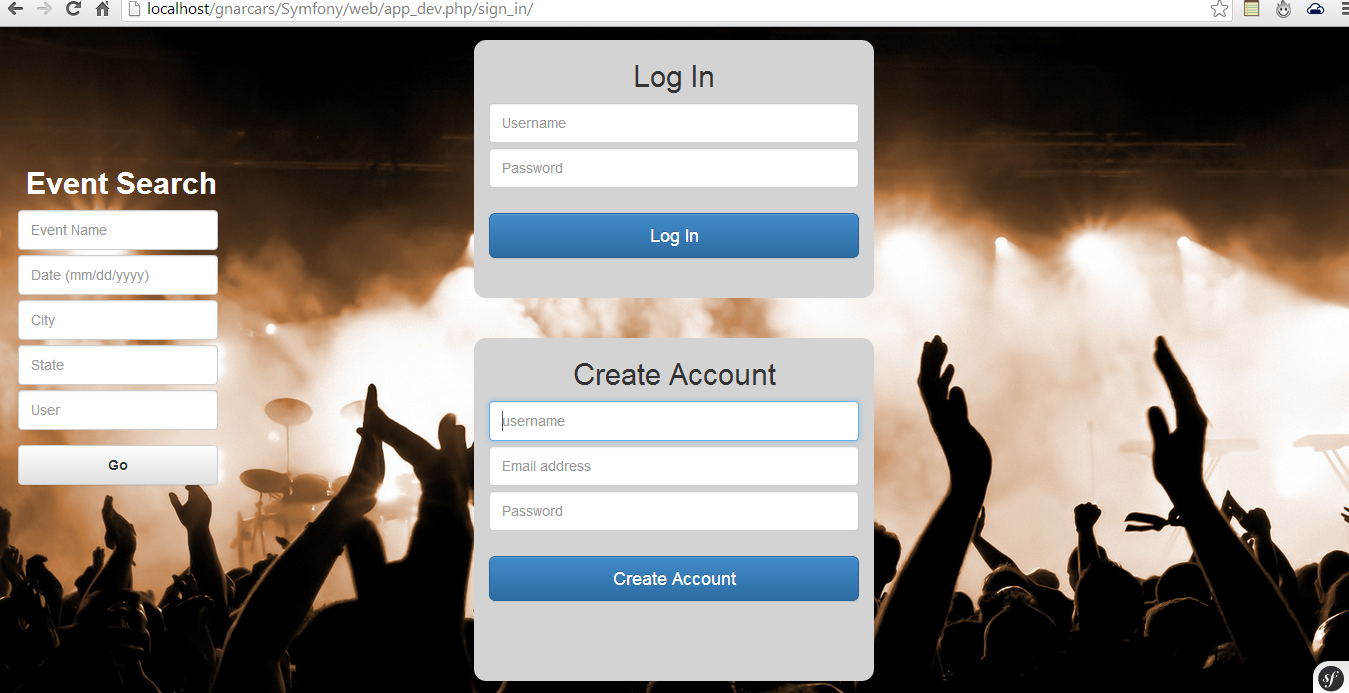 localhost/gnarcars/Symfony/web/app_dev.php/sign_in/
Event Search
Event Name
Date (mm/dd/yyyy)
City
State
User
Go
Log In
Username
Password
Log In
Create Account
username
Email address
Password
Create Account
sf